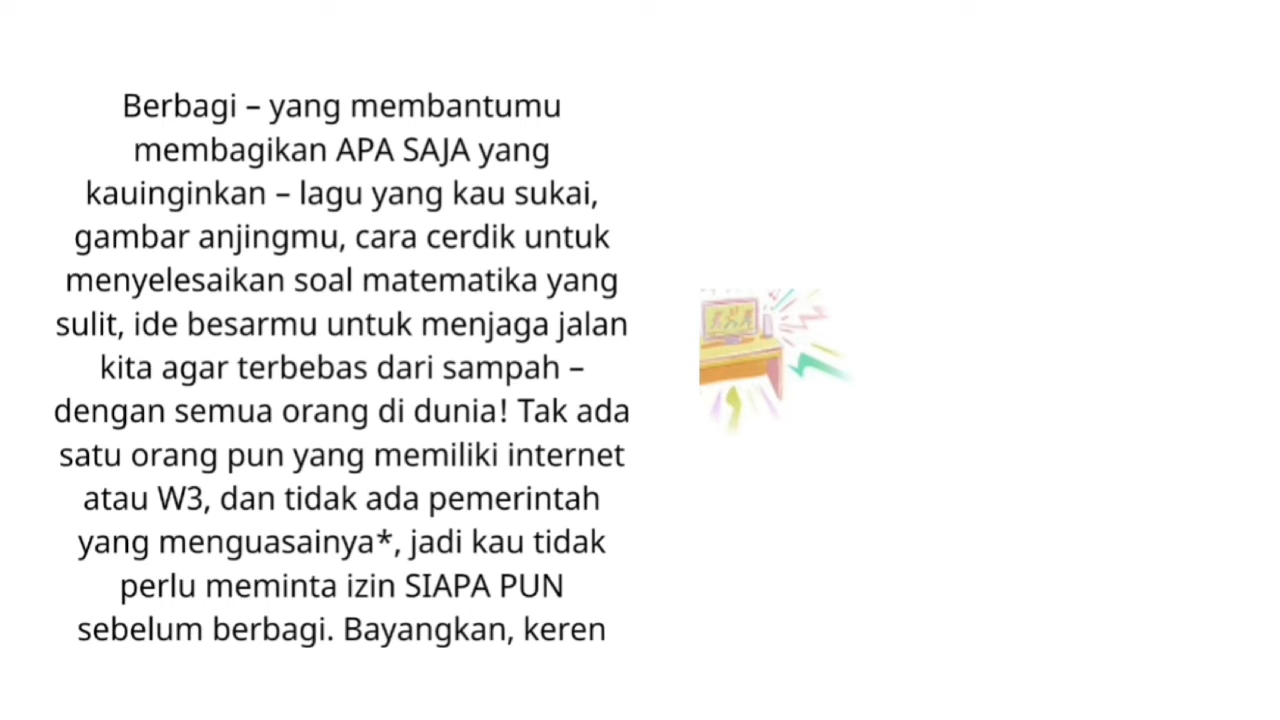 Berbagi – yang membantumu
membagikan APA SAJA yang
kauinginkan – lagu yang kau sukai,
gambar anjingmu, cara cerdik untuk
menyelesaikan soal matematika yang
sulit, ide besarmu untuk menjaga jalan
kita agar terbebas dari sampah –
dengan semua orang di dunia! Tak ada
satu orang pun yang memiliki internet
atau W3, dan tidak ada pemerintah
yang menguasainya*, jadi kau tidak
perlu meminta izin SIAPA PUN
sebelum berbagi. Bayangkan, keren